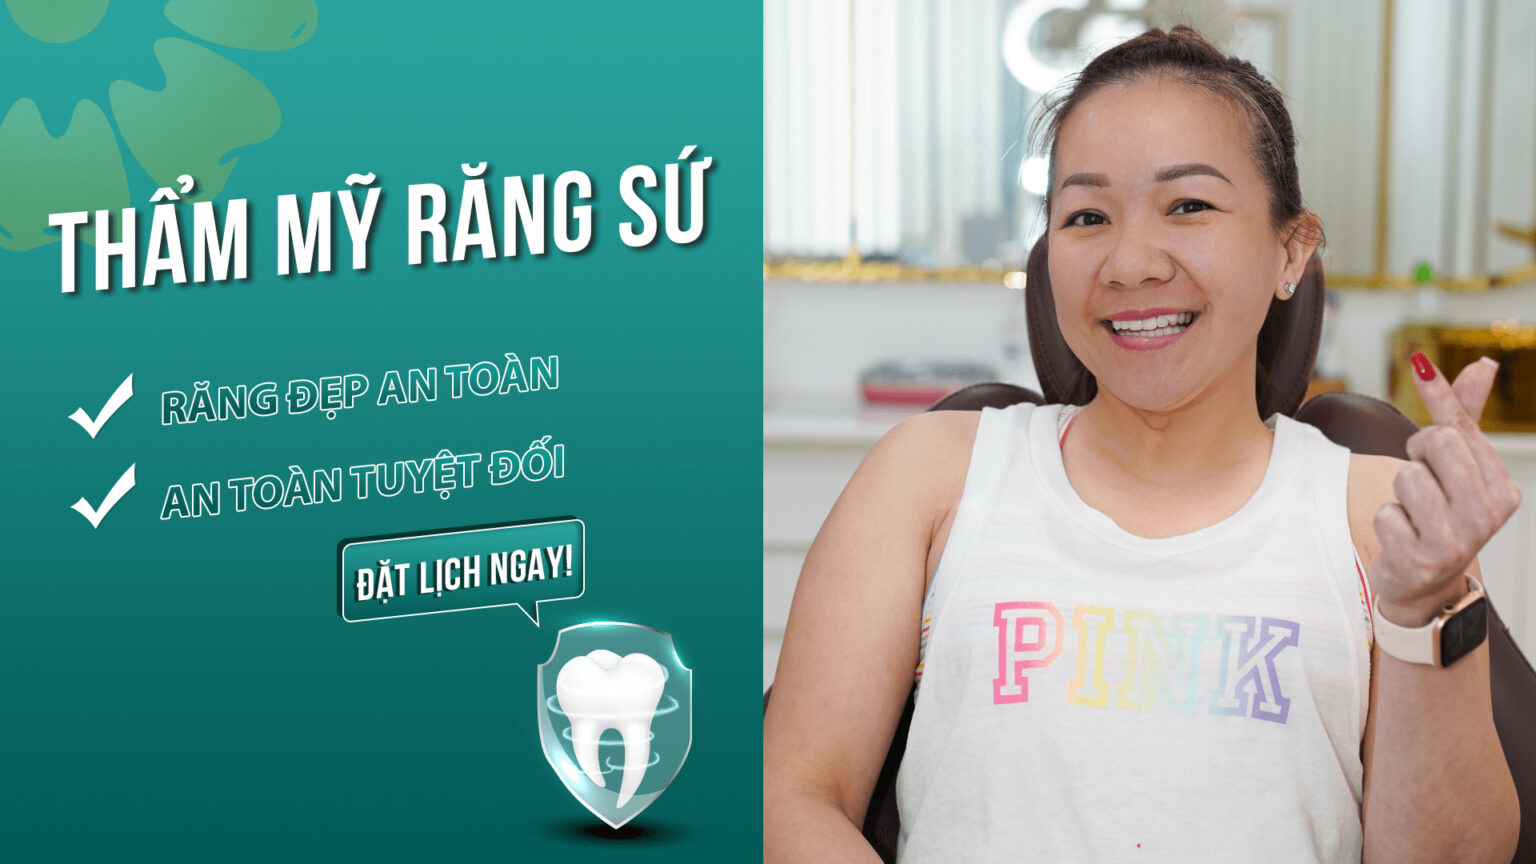 THẨM MỸ RĂNG SỨ
RĂNG ĐẸP AN TOÀN
AN TOÀN TUYỆT ĐỐI
ĐẶT LỊCH NGAY!
PINK